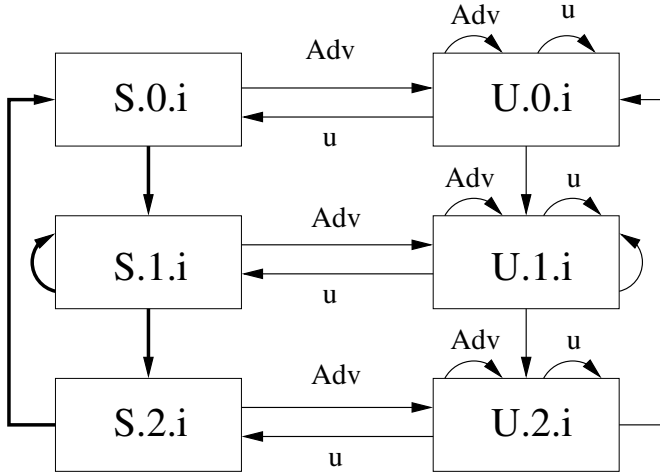 Adv u
Adv
S.0.i U.0.i
u
Adv u
Adv
S.1.i U.1.i
u
Adv u
Adv
S.2.i U.2.i
u